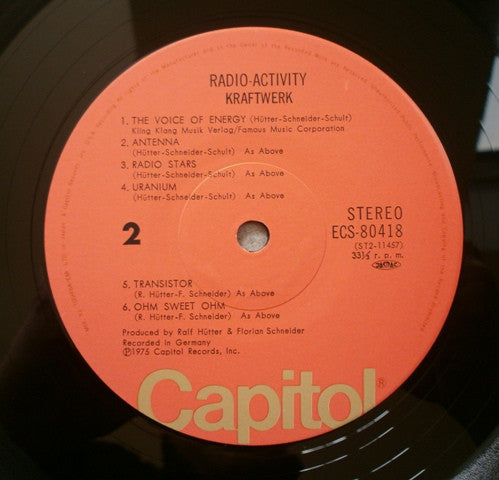 RADIO-ACTIVITY
KRAFTWERK
1. THE VOICE OF ENERGY (Hütter-Schneider-Schult)
Kling Klang Musik Verlag/Famous Music Corporation
2. ANTENNA
(Hütter-Schneider-Schult) As Above
3. RADIO STARS
(Hütter-Schneider-Schult) As Above
4. URANIUM
(Hütter-Schneider-Schult) As Above
2
STEREO
ECS-80418
(ST2-11457)
33⅓ r. p. m.
JASRAC
5. TRANSISTOR
(R. Hütter-F. Schneider) As Above
6. OHM SWEET OHM
(R. Hütter-F. Schneider) As Above
Produced by Ralf Hütter & Florian Schneider
Recorded in Germany
℗1975 Capitol Records, Inc.
Capitol®